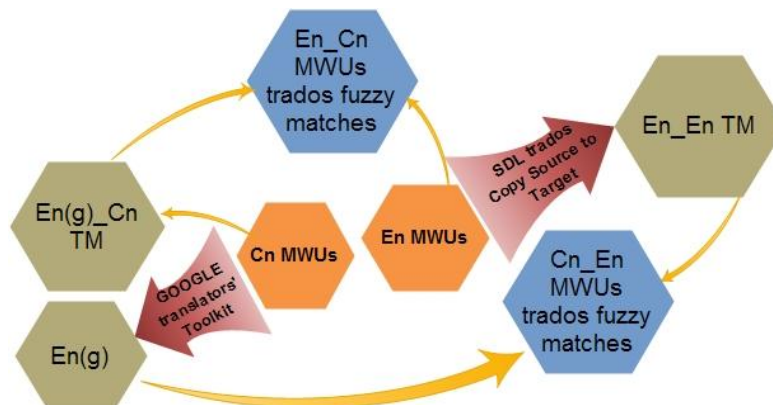 En_Cn
MWUs
trados fuzzy
matches
En_En TM
SDL trados
Copy Source to
Target
En(g)_Cn
TM
Cn MWUs
En MWUs
GOOGLE
translators'
Toolkit
Cn_En
MWUs
trados fuzzy
matches
En(g)